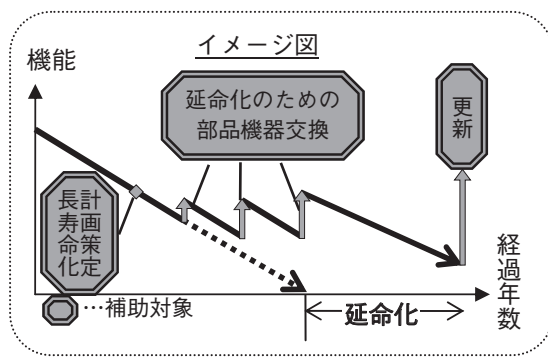 イメージ図
機能
延命化のための
部品機器交換
更新
長寿命化
計画策定
経過年数
…補助対象
延命化